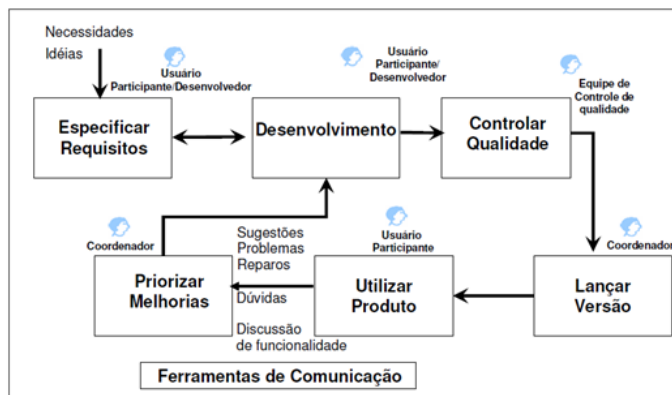 Necessidades
Idéias
Usuário
Participante/Desenvolvedor
Usuário
Participante/
Desenvolvedor
Equipe de
Controle de
qualidade
Especificar
Requisitos
Desenvolvimento
Controlar
Qualidade
Coordenador
Sugestões
Problemas
Reparos
Usuário
Participante
Coordenador
Priorizar
Melhorias
Dúvidas
Utilizar
Produto
Lançar
Versão
Discussão
de funcionalidade
Ferramentas de Comunicação